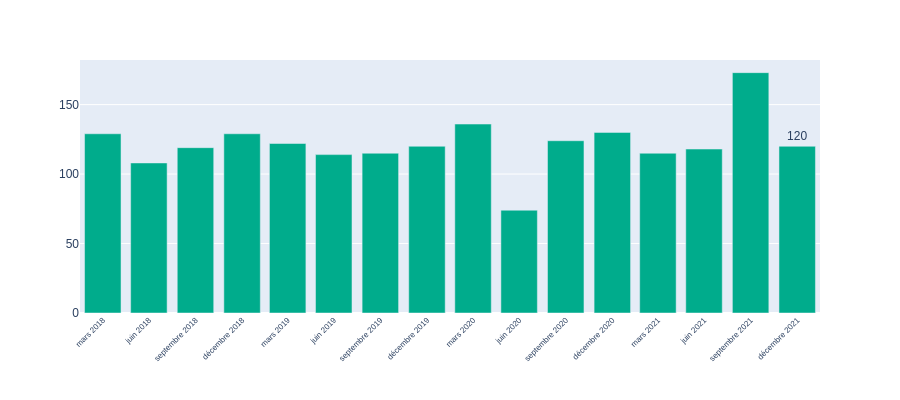 150
100
50
0
120
mars 2018
juin 2018
septembre 2018
décembre 2018
mars 2019
juin 2019
septembre 2019
décembre 2019
mars 2020
juin 2020
septembre 2020
décembre 2020
mars 2021
juin 2021
septembre 2021
décembre 2021